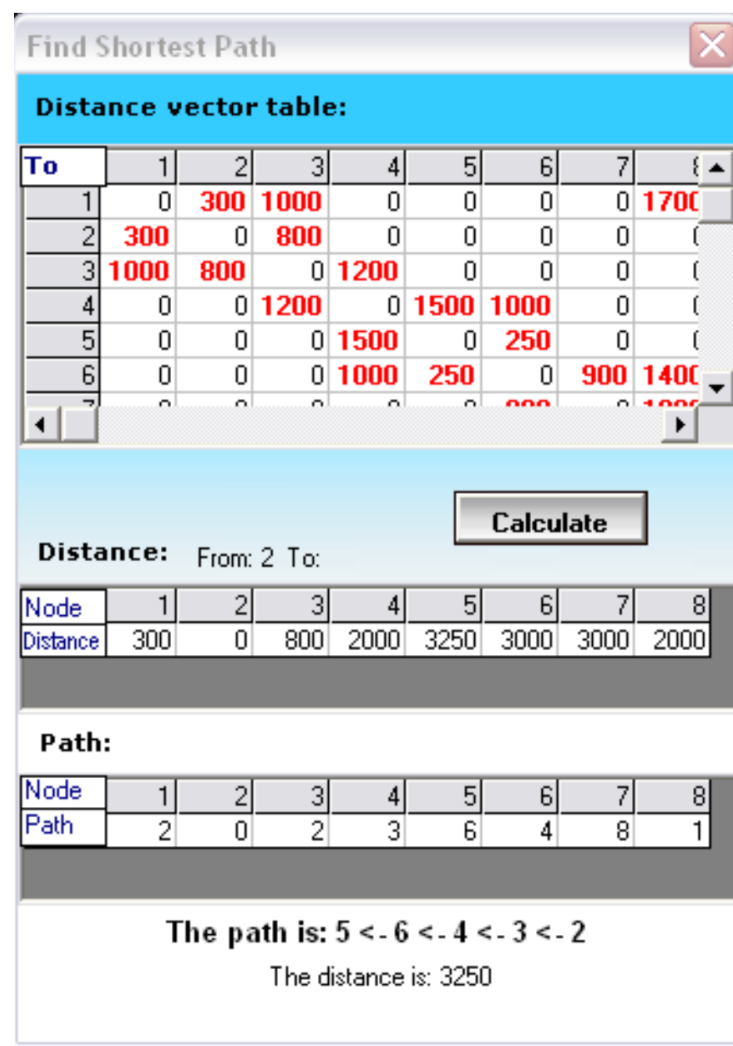 Find Shortest Path
Distance vector table:
To 1 2 3 4 5 6 7
1 0 300 1000 0 0 0 0
2 300 0 800 0 0 0 0
3 1000 800 0 1200 0 0 0
4 0 0 1200 0 1500 1000 0
5 0 0 0 1500 0 250 0
6 0 0 0 1000 250 0 900
Calculate
Distance: From: 2 To:
Node 1 2 3 4 5 6 7 8
Distance 300 0 800 2000 3250 3000 3000 2000
Path:
Node 1 2 3 4 5 6 7 8
Path 2 0 2 3 6 4 8 1
The path is: 5 <- 6 <- 4 <- 3 <- 2
The distance is: 3250